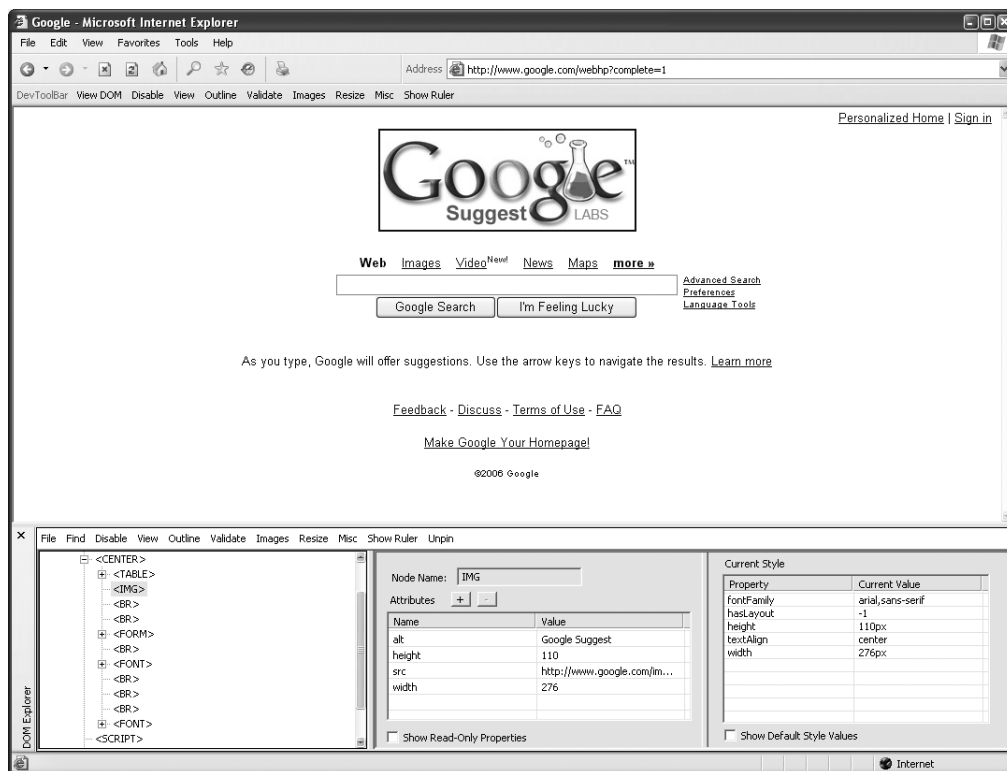 Google - Microsoft Internet Explorer
File Edit View Favorites Tools Help
Address http://www.google.com/webhp?complete=1
DevToolBar View DOM Disable View Outline Validate Images Resize Misc Show Ruler
Personalized Home | Sign in
Google™
Suggest LABS
Web Images Video New! News Maps more »
Advanced Search
Preferences
Language Tools
Google Search I'm Feeling Lucky
As you type, Google will offer suggestions. Use the arrow keys to navigate the results. Learn more
Feedback - Discuss - Terms of Use - FAQ
Make Google Your Homepage!
©2006 Google
File Find Disable View Outline Validate Images Resize Misc Show Ruler Unpin
DOM Explorer
<CENTER>
<TABLE>
<IMG>
<BR>
<BR>
<FORM>
<BR>
<FONT>
<BR>
<BR>
<BR>
<FONT>
<SCRIPT>
Node Name: IMG
Attributes + -
Name Value
alt Google Suggest
height 110
src http://www.google.com/im...
width 276
Show Read-Only Properties
Current Style
Property Current Value
fontFamily arial,sans-serif
hasLayout -1
height 110px
textAlign center
width 276px
Show Default Style Values
Internet